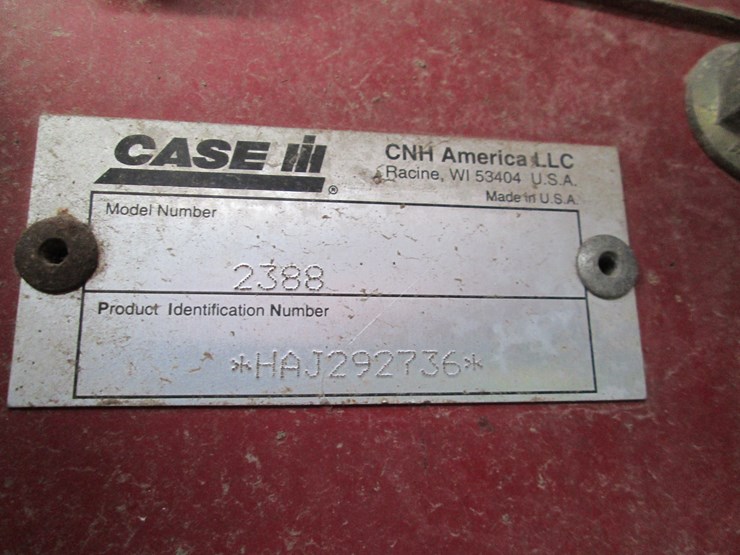 CASE IH ®
CNH America LLC
Racine, WI 53404 U.S.A.
Made in U.S.A.
Model Number
2388
Product Identification Number
*HAJ292736*